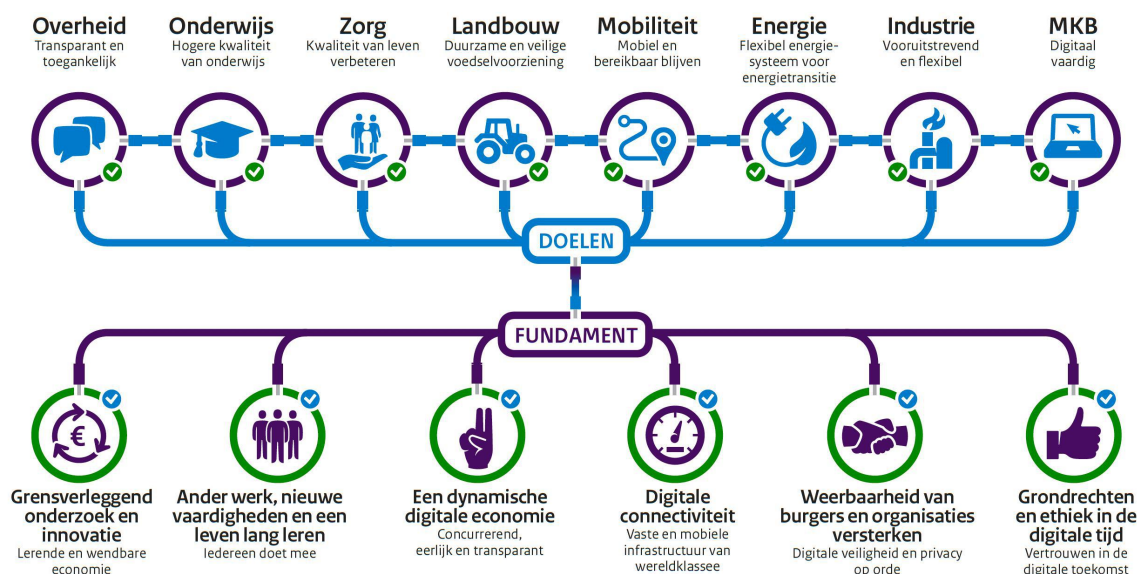 Overheid
Transparant en
toegankelijk
Onderwijs
Hogere kwaliteit
van onderwijs
Zorg
Kwaliteit van leven
verbeteren
Landbouw
Duurzame en veilige
voedselvoorziening
Mobiliteit
Mobiel en
bereikbaar blijven
Energie
Flexibel energie-
systeem voor
energietransitie
Industrie
Vooruitstrevend
en flexibel
MKB
Digitaal
vaardig
DOELEN
FUNDAMENT
€
Grensverleggend
onderzoek en
innovatie
Lerende en wendbare
economie
Ander werk, nieuwe
vaardigheden en een
leven lang leren
Iedereen doet mee
Een dynamische
digitale economie
Concurrerend,
eerlijk en transparant
Digitale
connectiviteit
Vaste en mobiele
infrastructuur van
wereldklassee
Weerbaarheid van
burgers en organisaties
versterken
Digitale veiligheid en privacy
op orde
Grondrechten
en ethiek in de
digitale tijd
Vertrouwen in de
digitale toekomst